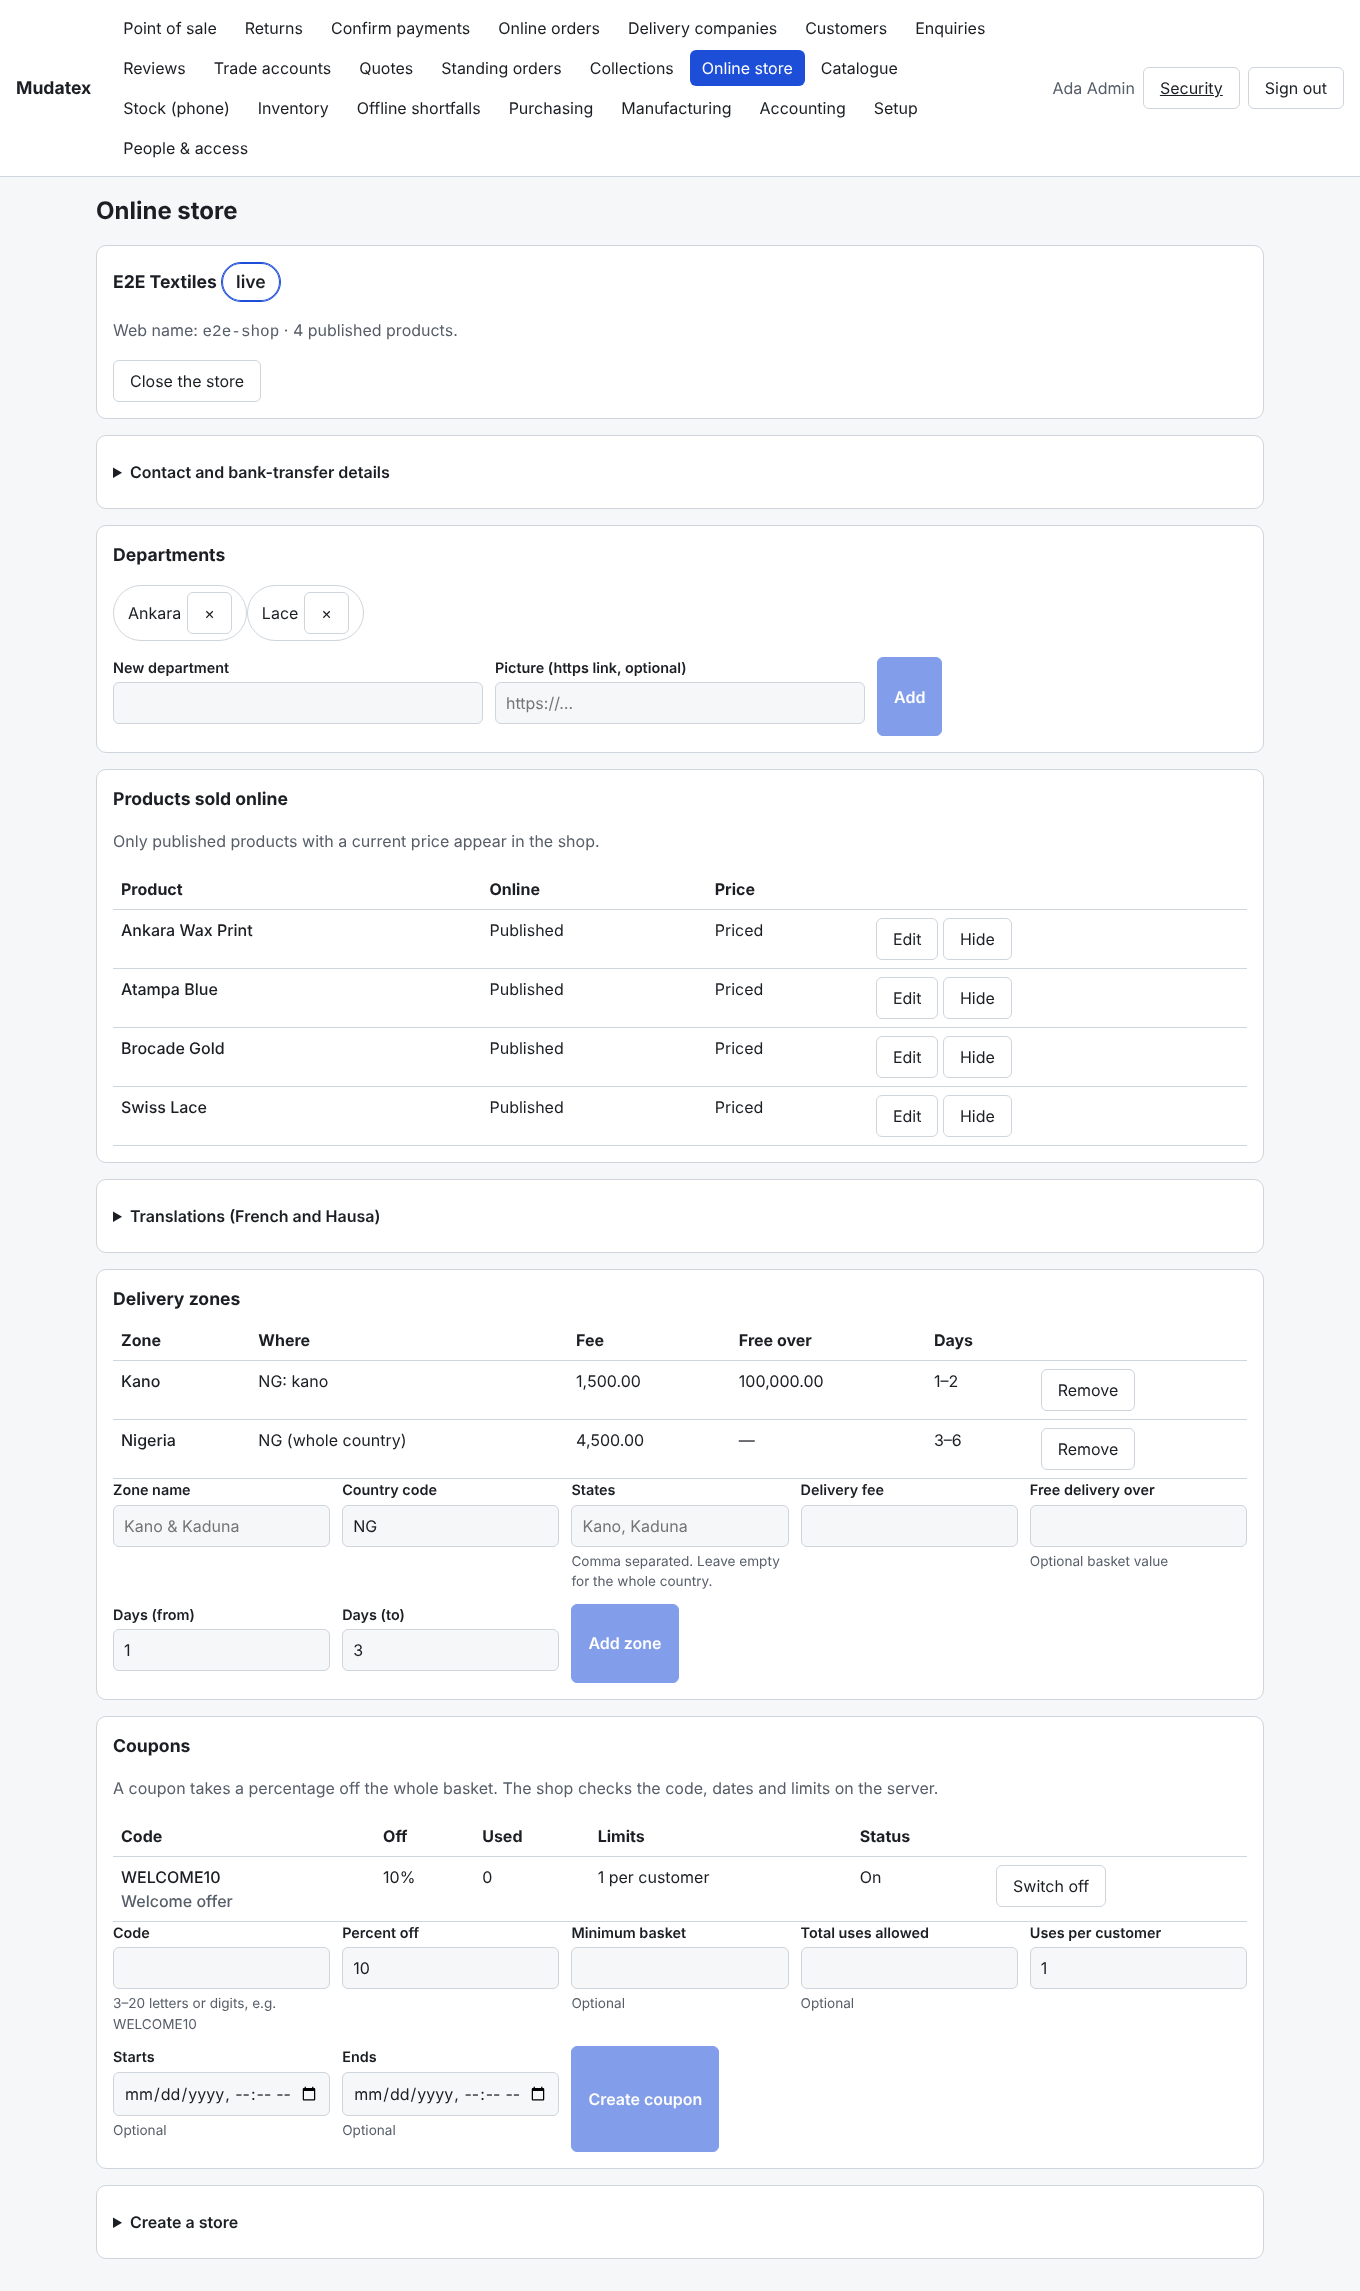 Mudatex
Point of sale Returns Confirm payments Online orders Delivery companies Customers Enquiries
Reviews Trade accounts Quotes Standing orders Collections Online store Catalogue
Stock (phone) Inventory Offline shortfalls Purchasing Manufacturing Accounting Setup
People & access
Ada Admin Security Sign out
Online store
E2E Textiles live
Web name: e2e-shop · 4 published products.
Close the store
▶ Contact and bank-transfer details
Departments
Ankara × Lace ×
New department Picture (https link, optional)
https://... Add
Products sold online
Only published products with a current price appear in the shop.
Product Online Price
Ankara Wax Print Published Priced Edit Hide
Atampa Blue Published Priced Edit Hide
Brocade Gold Published Priced Edit Hide
Swiss Lace Published Priced Edit Hide
▶ Translations (French and Hausa)
Delivery zones
Zone Where Fee Free over Days
Kano NG: kano 1,500.00 100,000.00 1–2 Remove
Nigeria NG (whole country) 4,500.00 — 3–6 Remove
Zone name Country code States Delivery fee Free delivery over
Kano & Kaduna NG Kano, Kaduna
Comma separated. Leave empty Optional basket value
for the whole country.
Days (from) Days (to)
1 3 Add zone
Coupons
A coupon takes a percentage off the whole basket. The shop checks the code, dates and limits on the server.
Code Off Used Limits Status
WELCOME10 10% 0 1 per customer On Switch off
Welcome offer
Code Percent off Minimum basket Total uses allowed Uses per customer
10 1
3–20 letters or digits, e.g. Optional Optional
WELCOME10
Starts Ends
mm/dd/yyyy, --:-- -- mm/dd/yyyy, --:-- -- Create coupon
Optional Optional
▶ Create a store